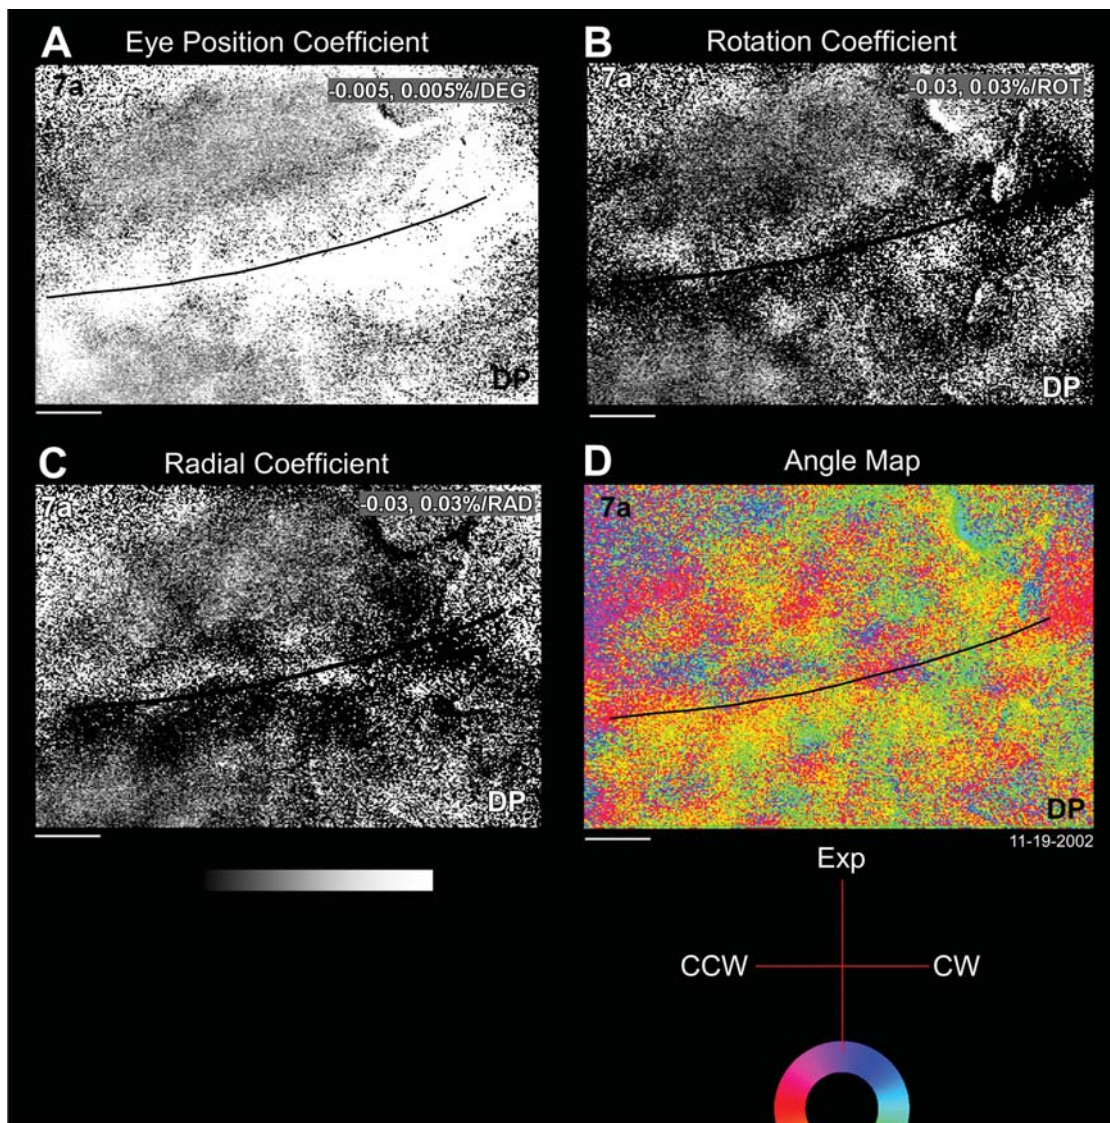 A Eye Position Coefficient
7a
-0.005, 0.005%/DEG
DP
B Rotation Coefficient
7a
-0.03, 0.03%/ROT
DP
C Radial Coefficient
7a
-0.03, 0.03%/RAD
DP
D Angle Map
7a
DP
11-19-2002
Exp
CCW
CW